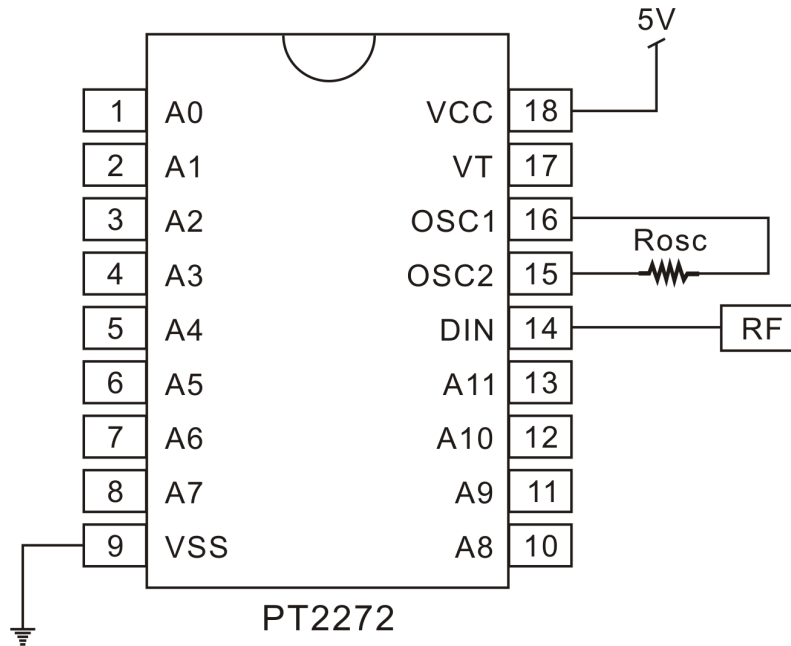 5V
1 A0 VCC 18
2 A1 VT 17
3 A2 OSC1 16
Rosc
4 A3 OSC2 15
5 A4 DIN 14 RF
6 A5 A11 13
7 A6 A10 12
8 A7 A9 11
9 VSS A8 10
PT2272